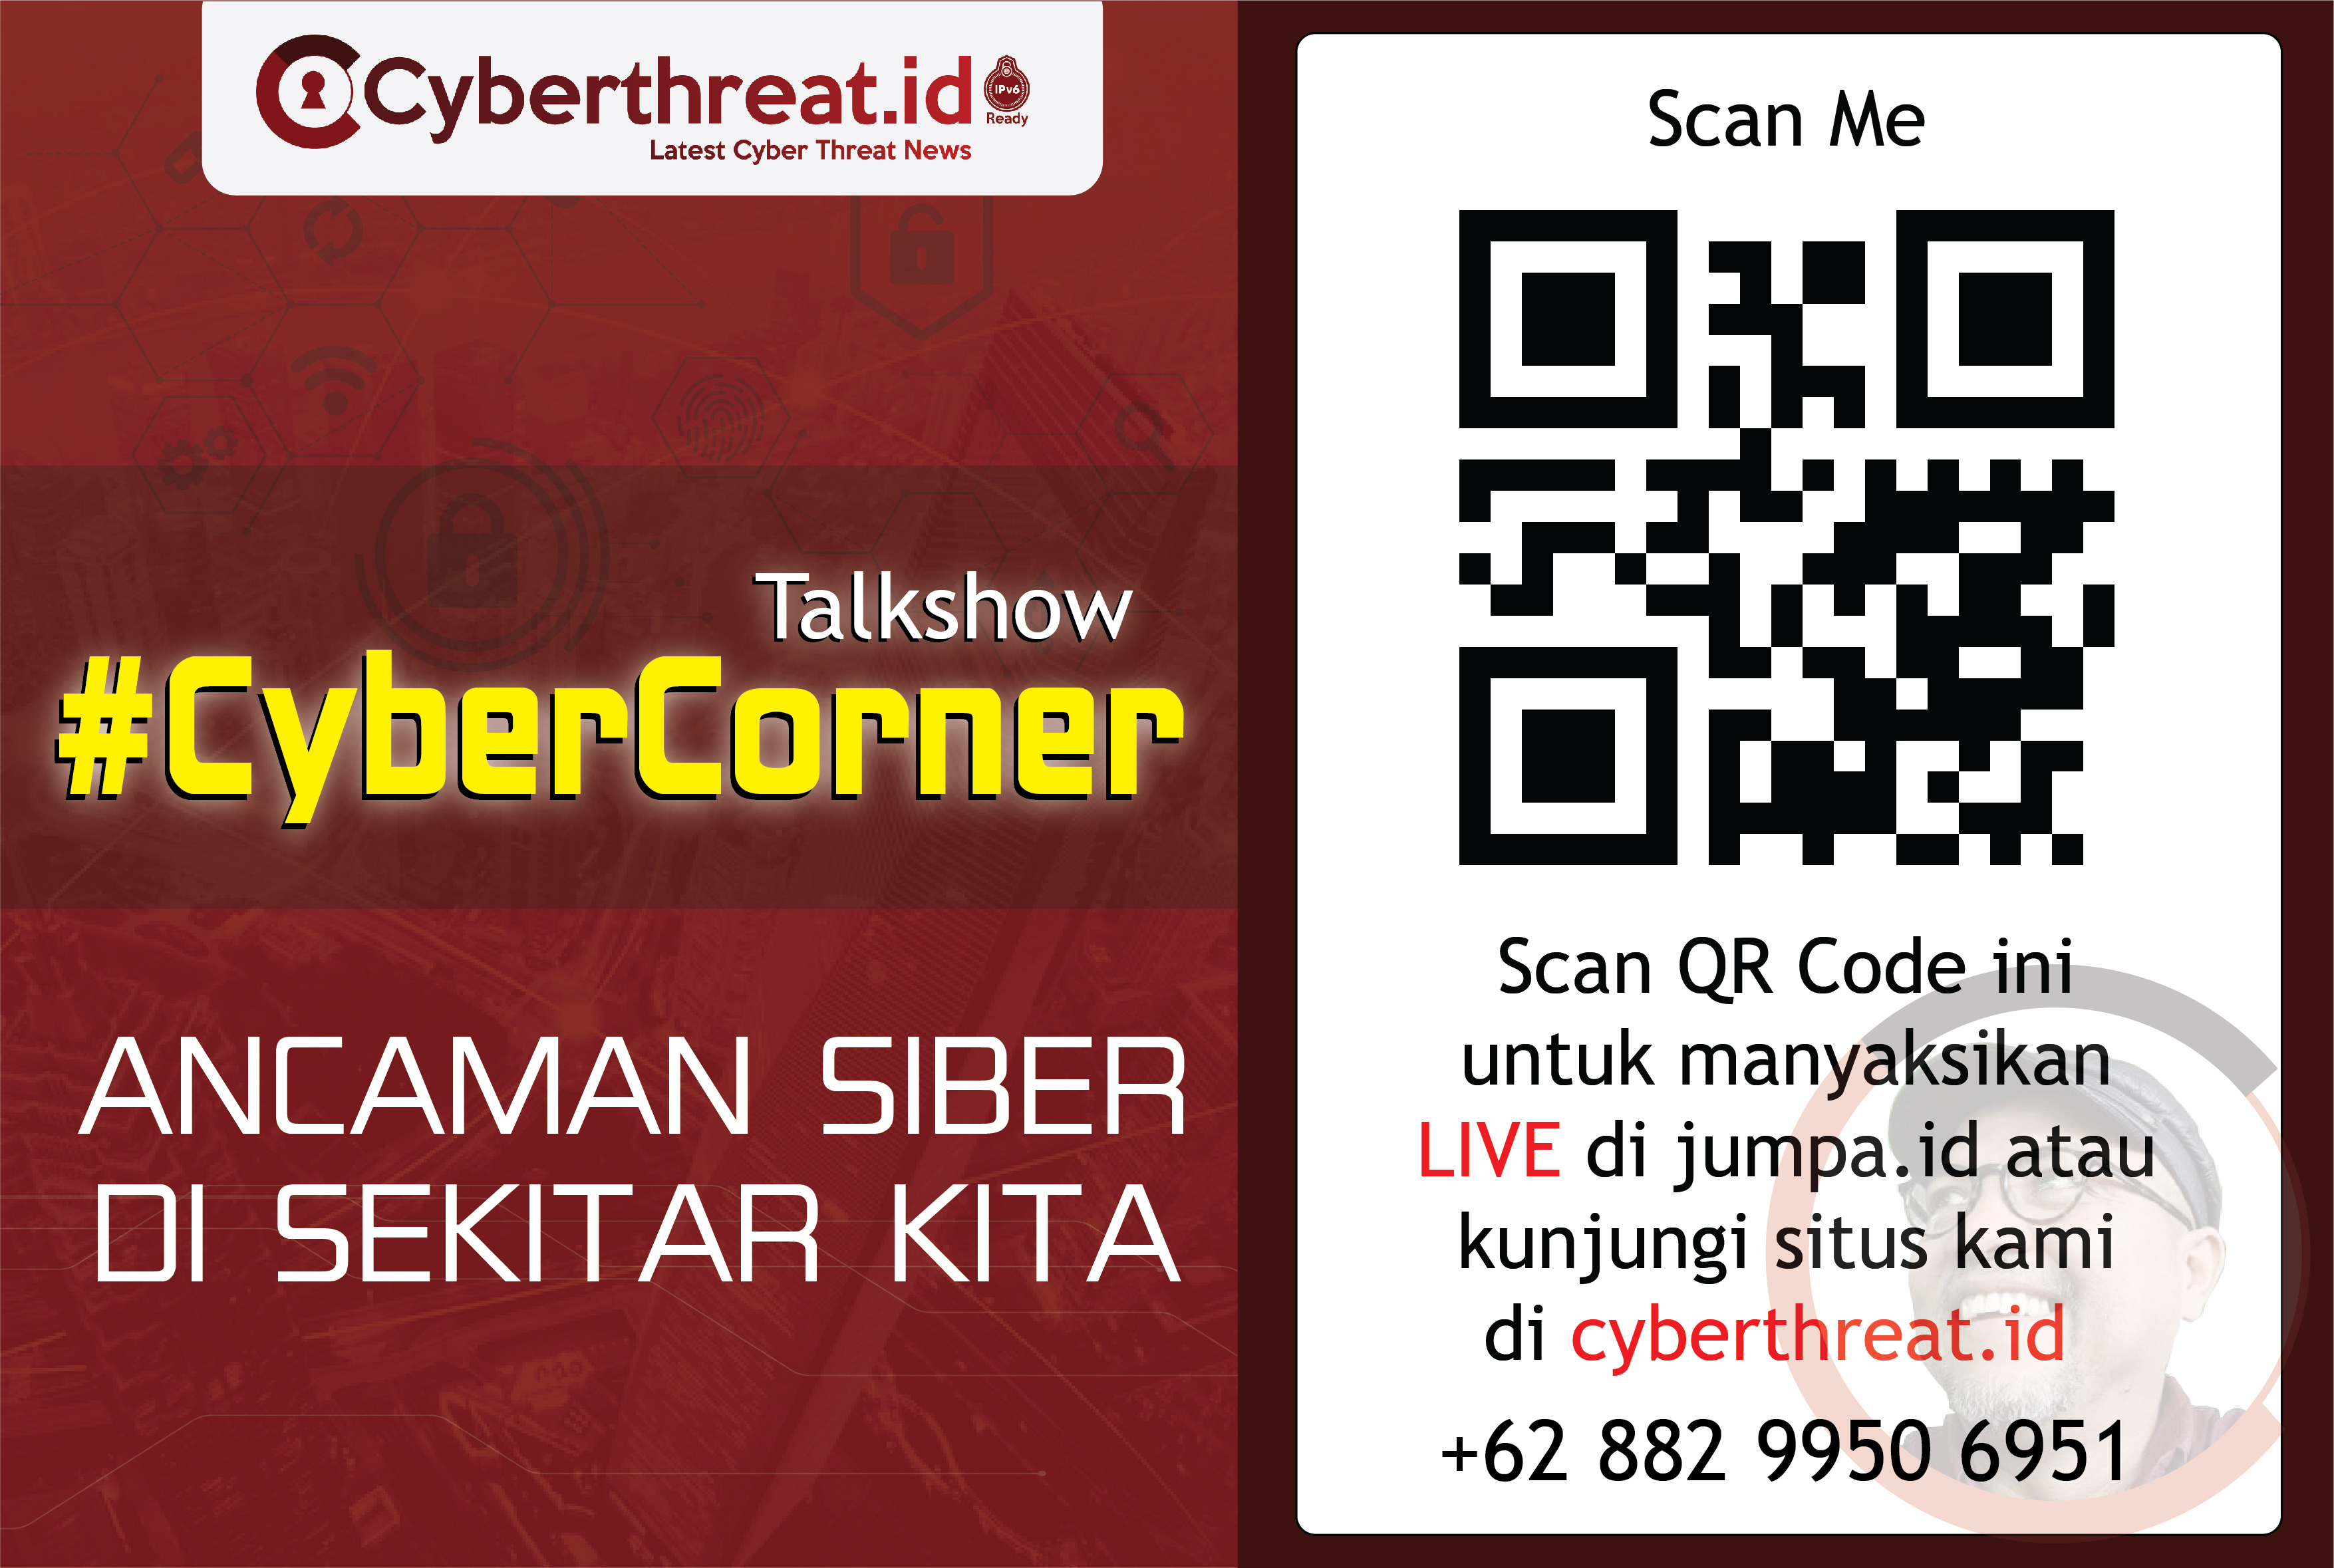 Cyberthreat.id
IPv6
Ready
Latest Cyber Threat News
Talkshow
#CyberCorner
ANCAMAN SIBER
DI SEKITAR KITA
Scan Me
Scan QR Code ini
untuk manyaksikan
LIVE di jumpa.id atau
kunjungi situs kami
di cyberthreat.id
+62 882 9950 6951